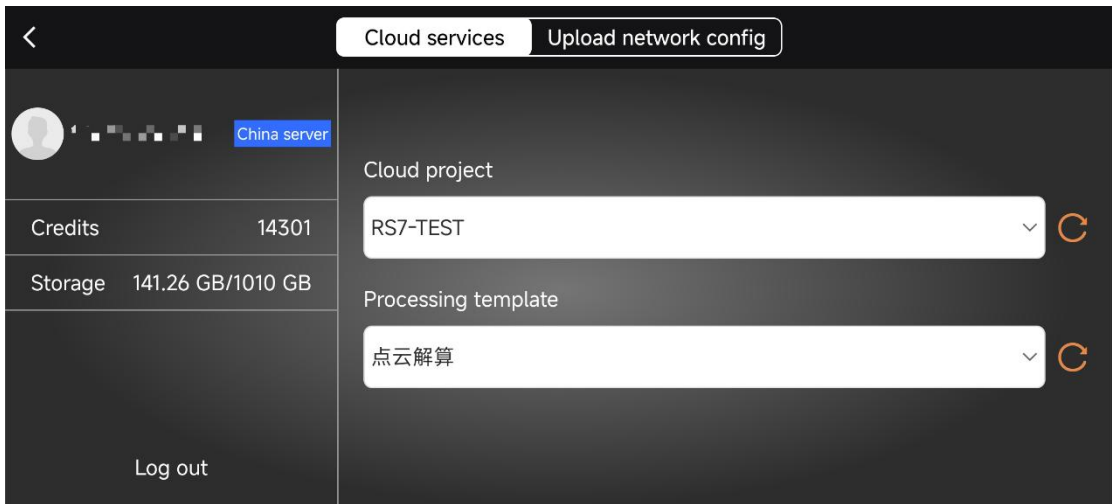 Cloud services
Upload network config
China server
Credits 14301
Storage 141.26 GB/1010 GB
Log out
Cloud project
RS7-TEST
Processing template
点云解算